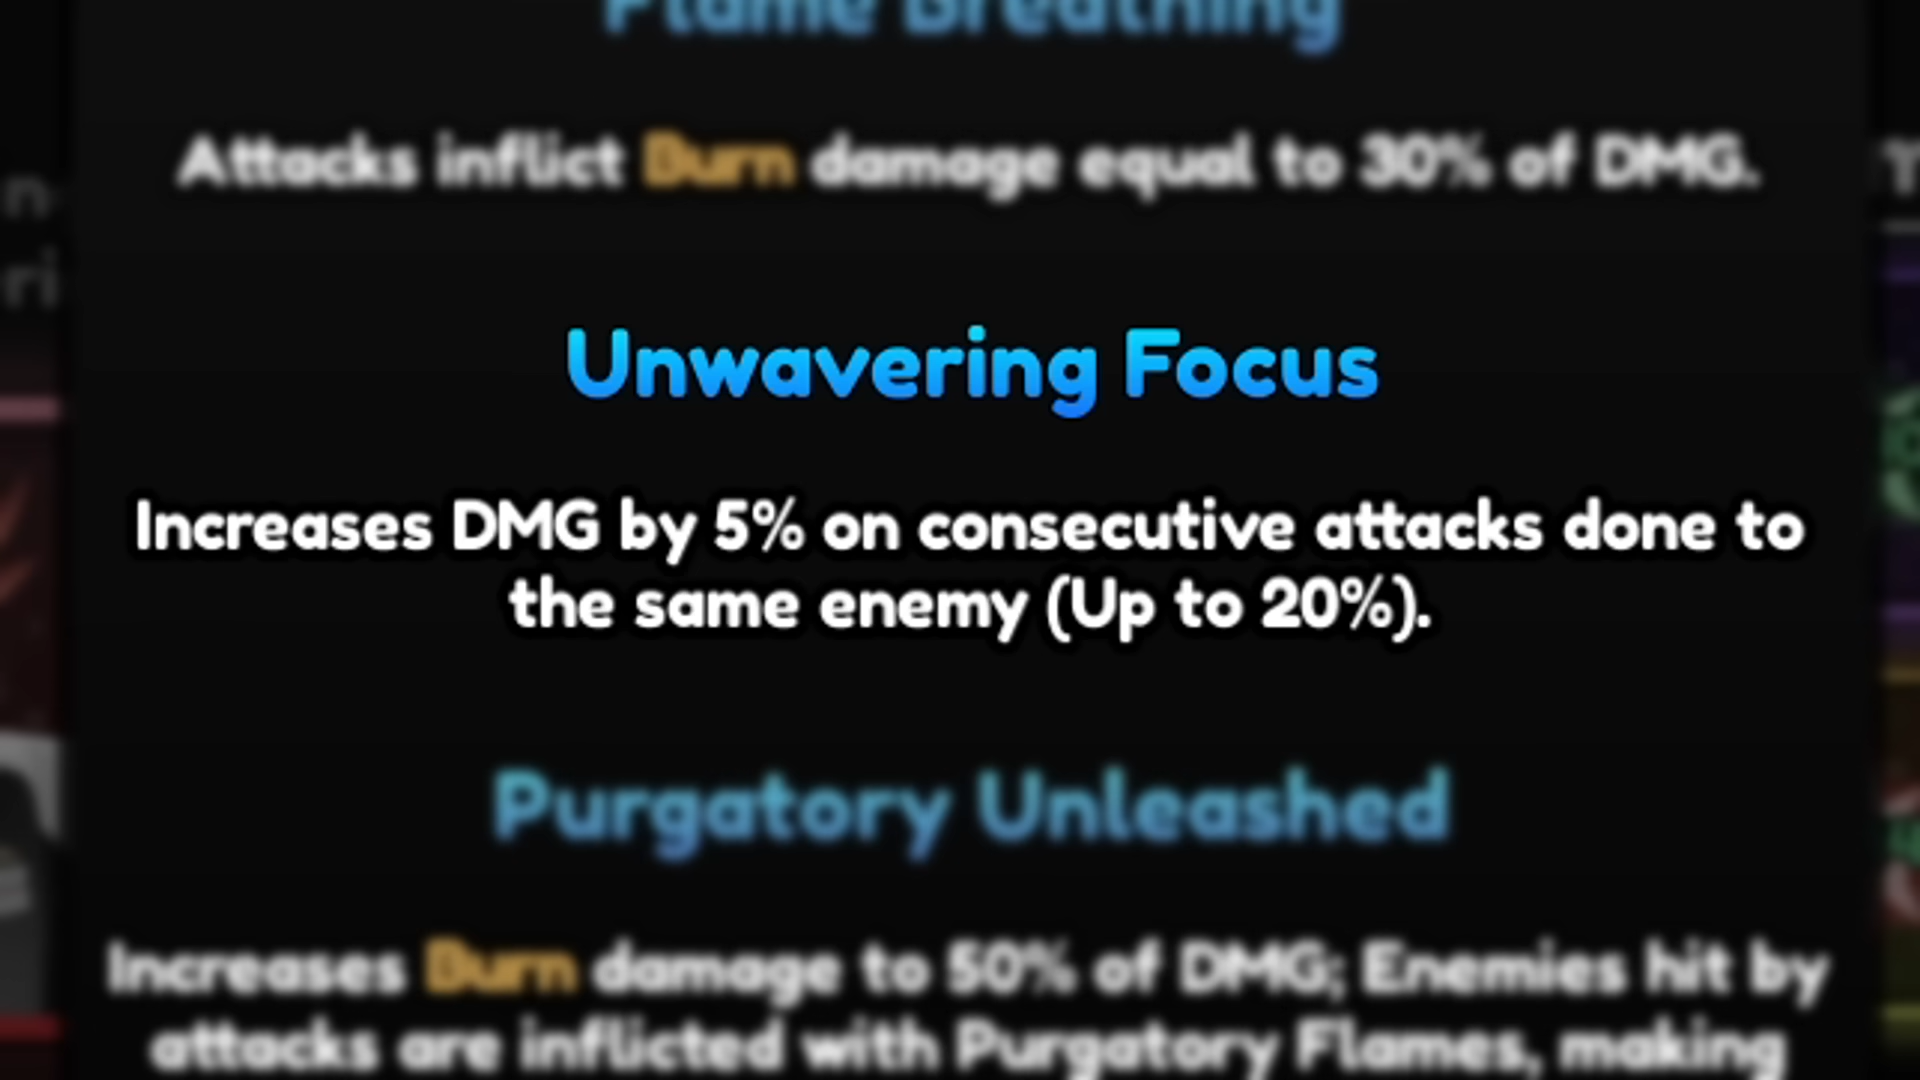 Flame Breathing
Attacks inflict Burn damage equal to 30% of DMG.
Unwavering Focus
Increases DMG by 5% on consecutive attacks done to
the same enemy (Up to 20%).
Purgatory Unleashed
Increases Burn damage to 50% of DMG; Enemies hit by
attacks are inflicted with Purgatory Flames, making